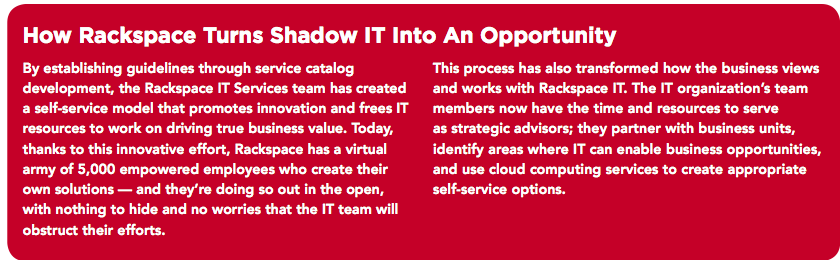 How Rackspace Turns Shadow IT Into An Opportunity
By establishing guidelines through service catalog
development, the Rackspace IT Services team has created
a self-service model that promotes innovation and frees IT
resources to work on driving true business value. Today,
thanks to this innovative effort, Rackspace has a virtual
army of 5,000 empowered employees who create their
own solutions — and they’re doing so out in the open,
with nothing to hide and no worries that the IT team will
obstruct their efforts.
This process has also transformed how the business views
and works with Rackspace IT. The IT organization’s team
members now have the time and resources to serve
as strategic advisors; they partner with business units,
identify areas where IT can enable business opportunities,
and use cloud computing services to create appropriate
self-service options.